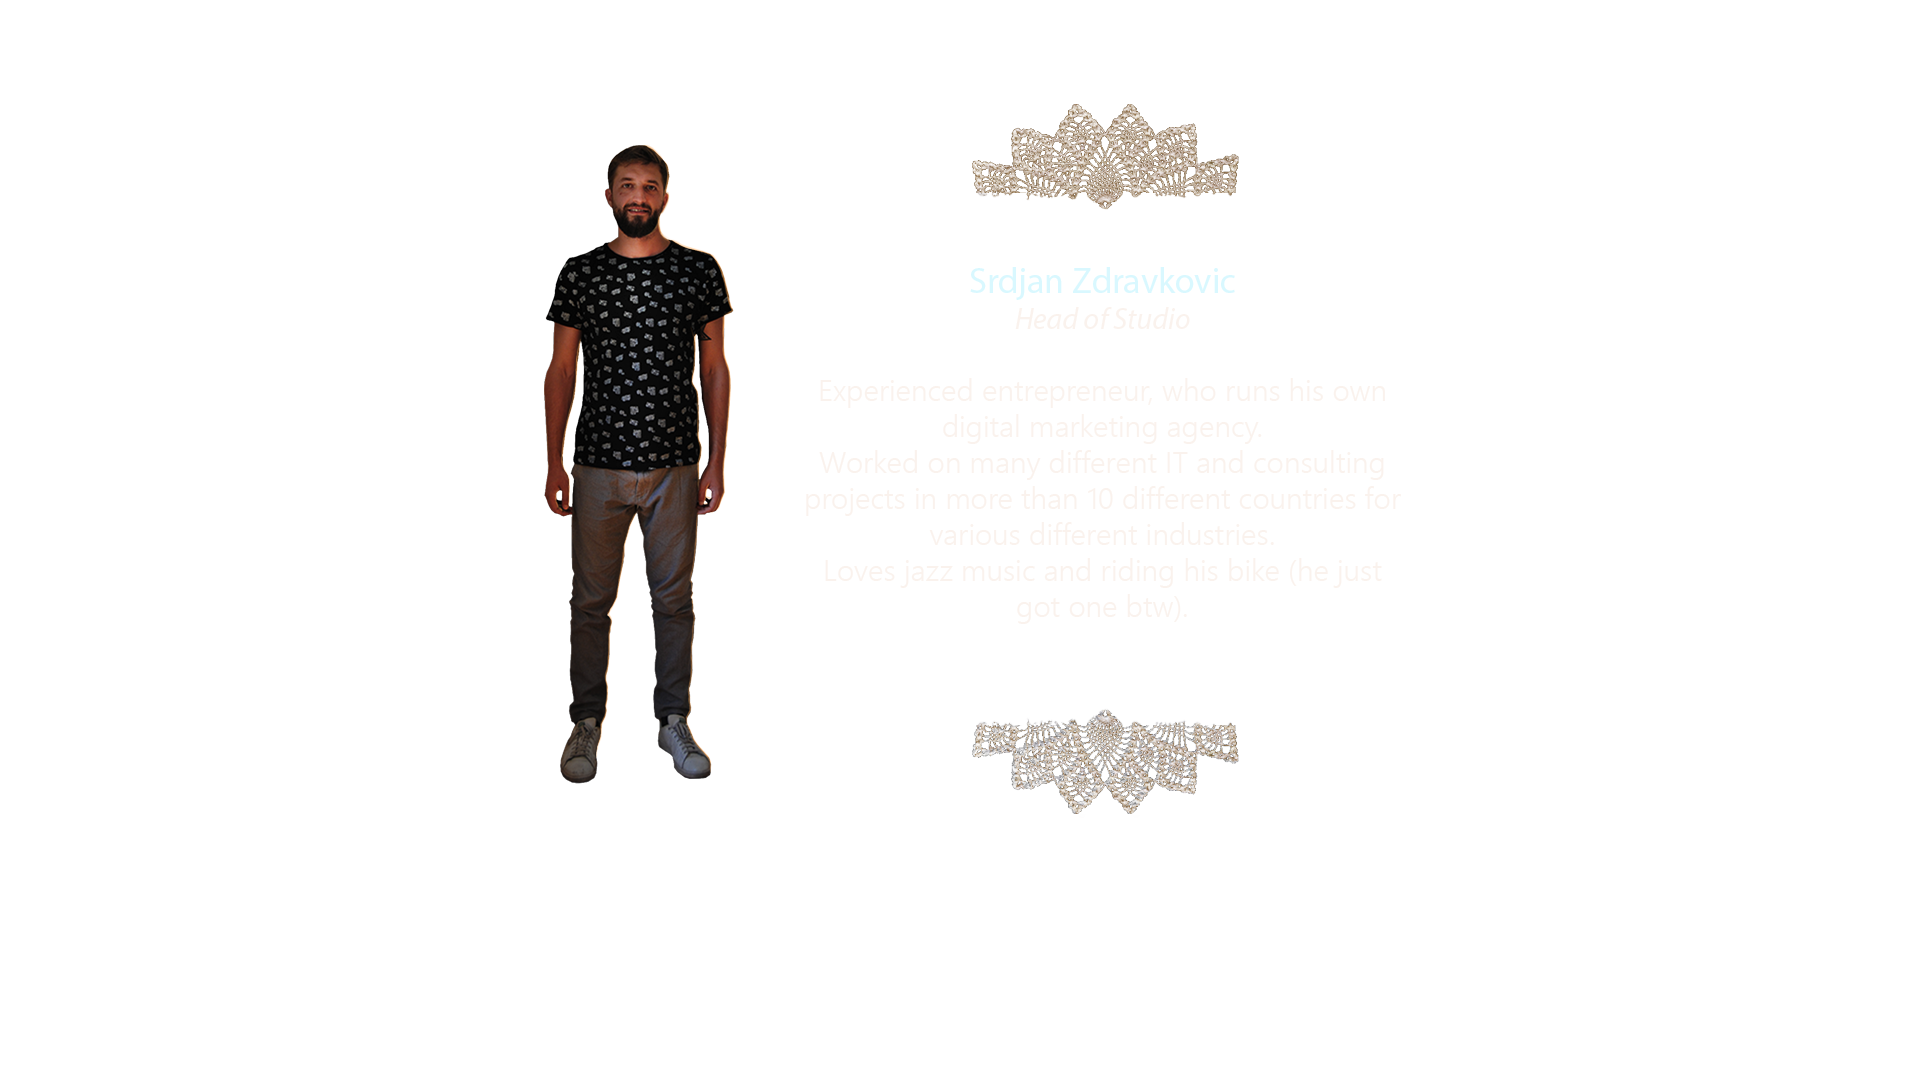 Srdjan Zdravkovic
Head of Studio
Experienced entrepreneur, who runs his own
digital marketing agency.
Worked on many different IT and consulting
projects in more than 10 different countries for
various different industries.
Loves jazz music and riding his bike (he just
got one btw).